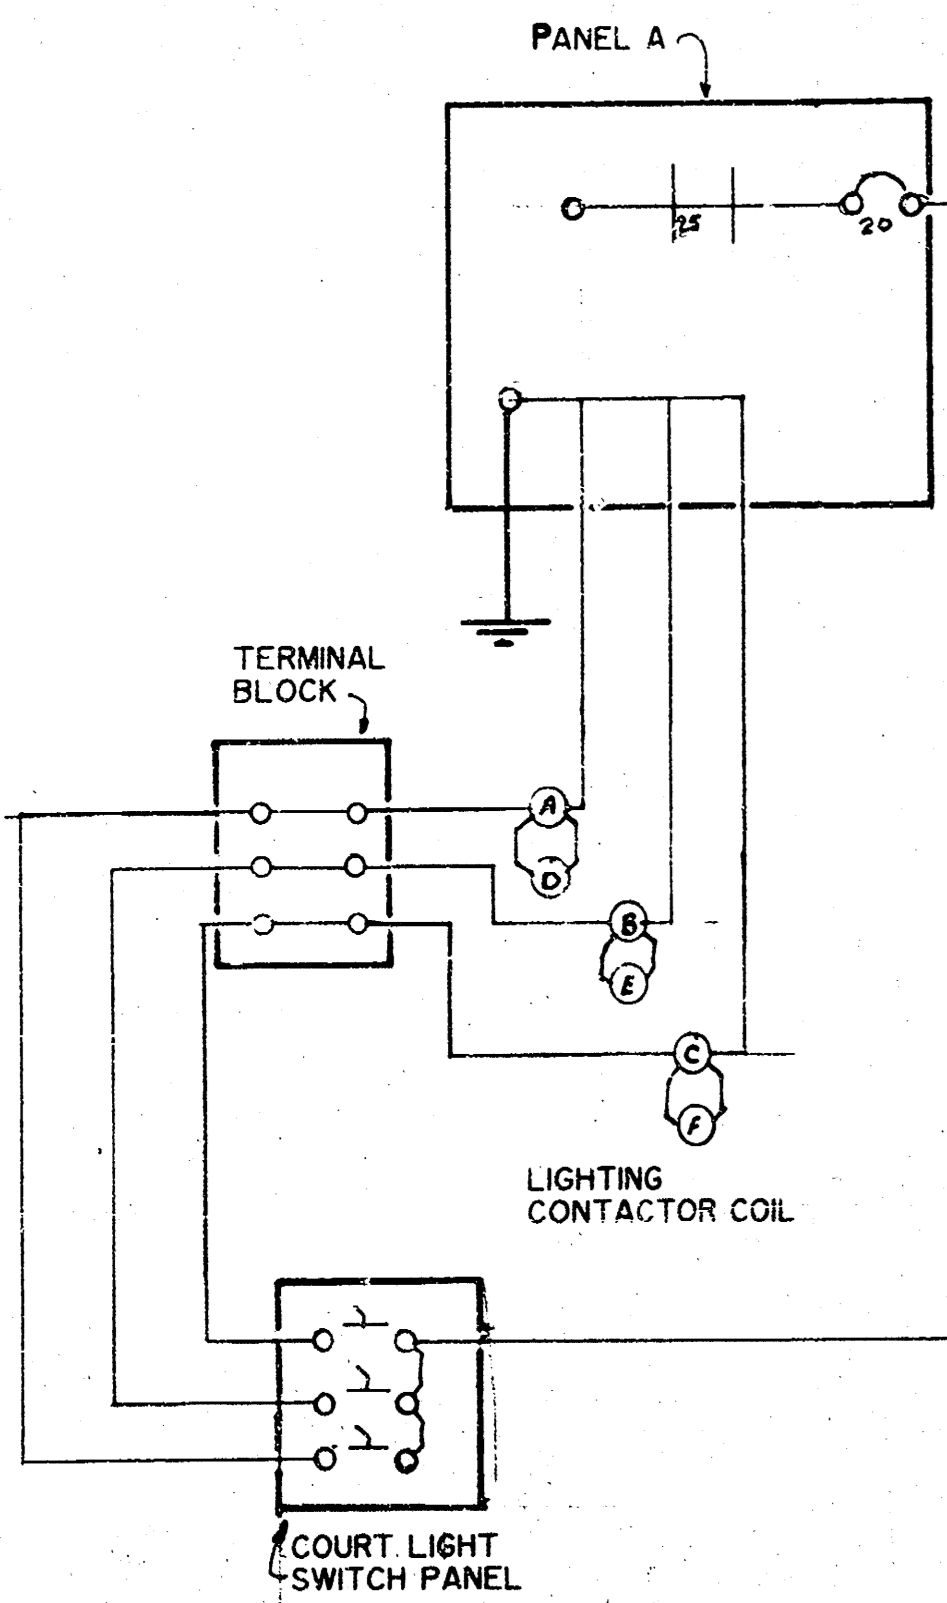 PANEL A
25
20
TERMINAL
BLOCK
A
D
B
E
C
F
LIGHTING
CONTACTOR COIL
COURT LIGHT
SWITCH PANEL